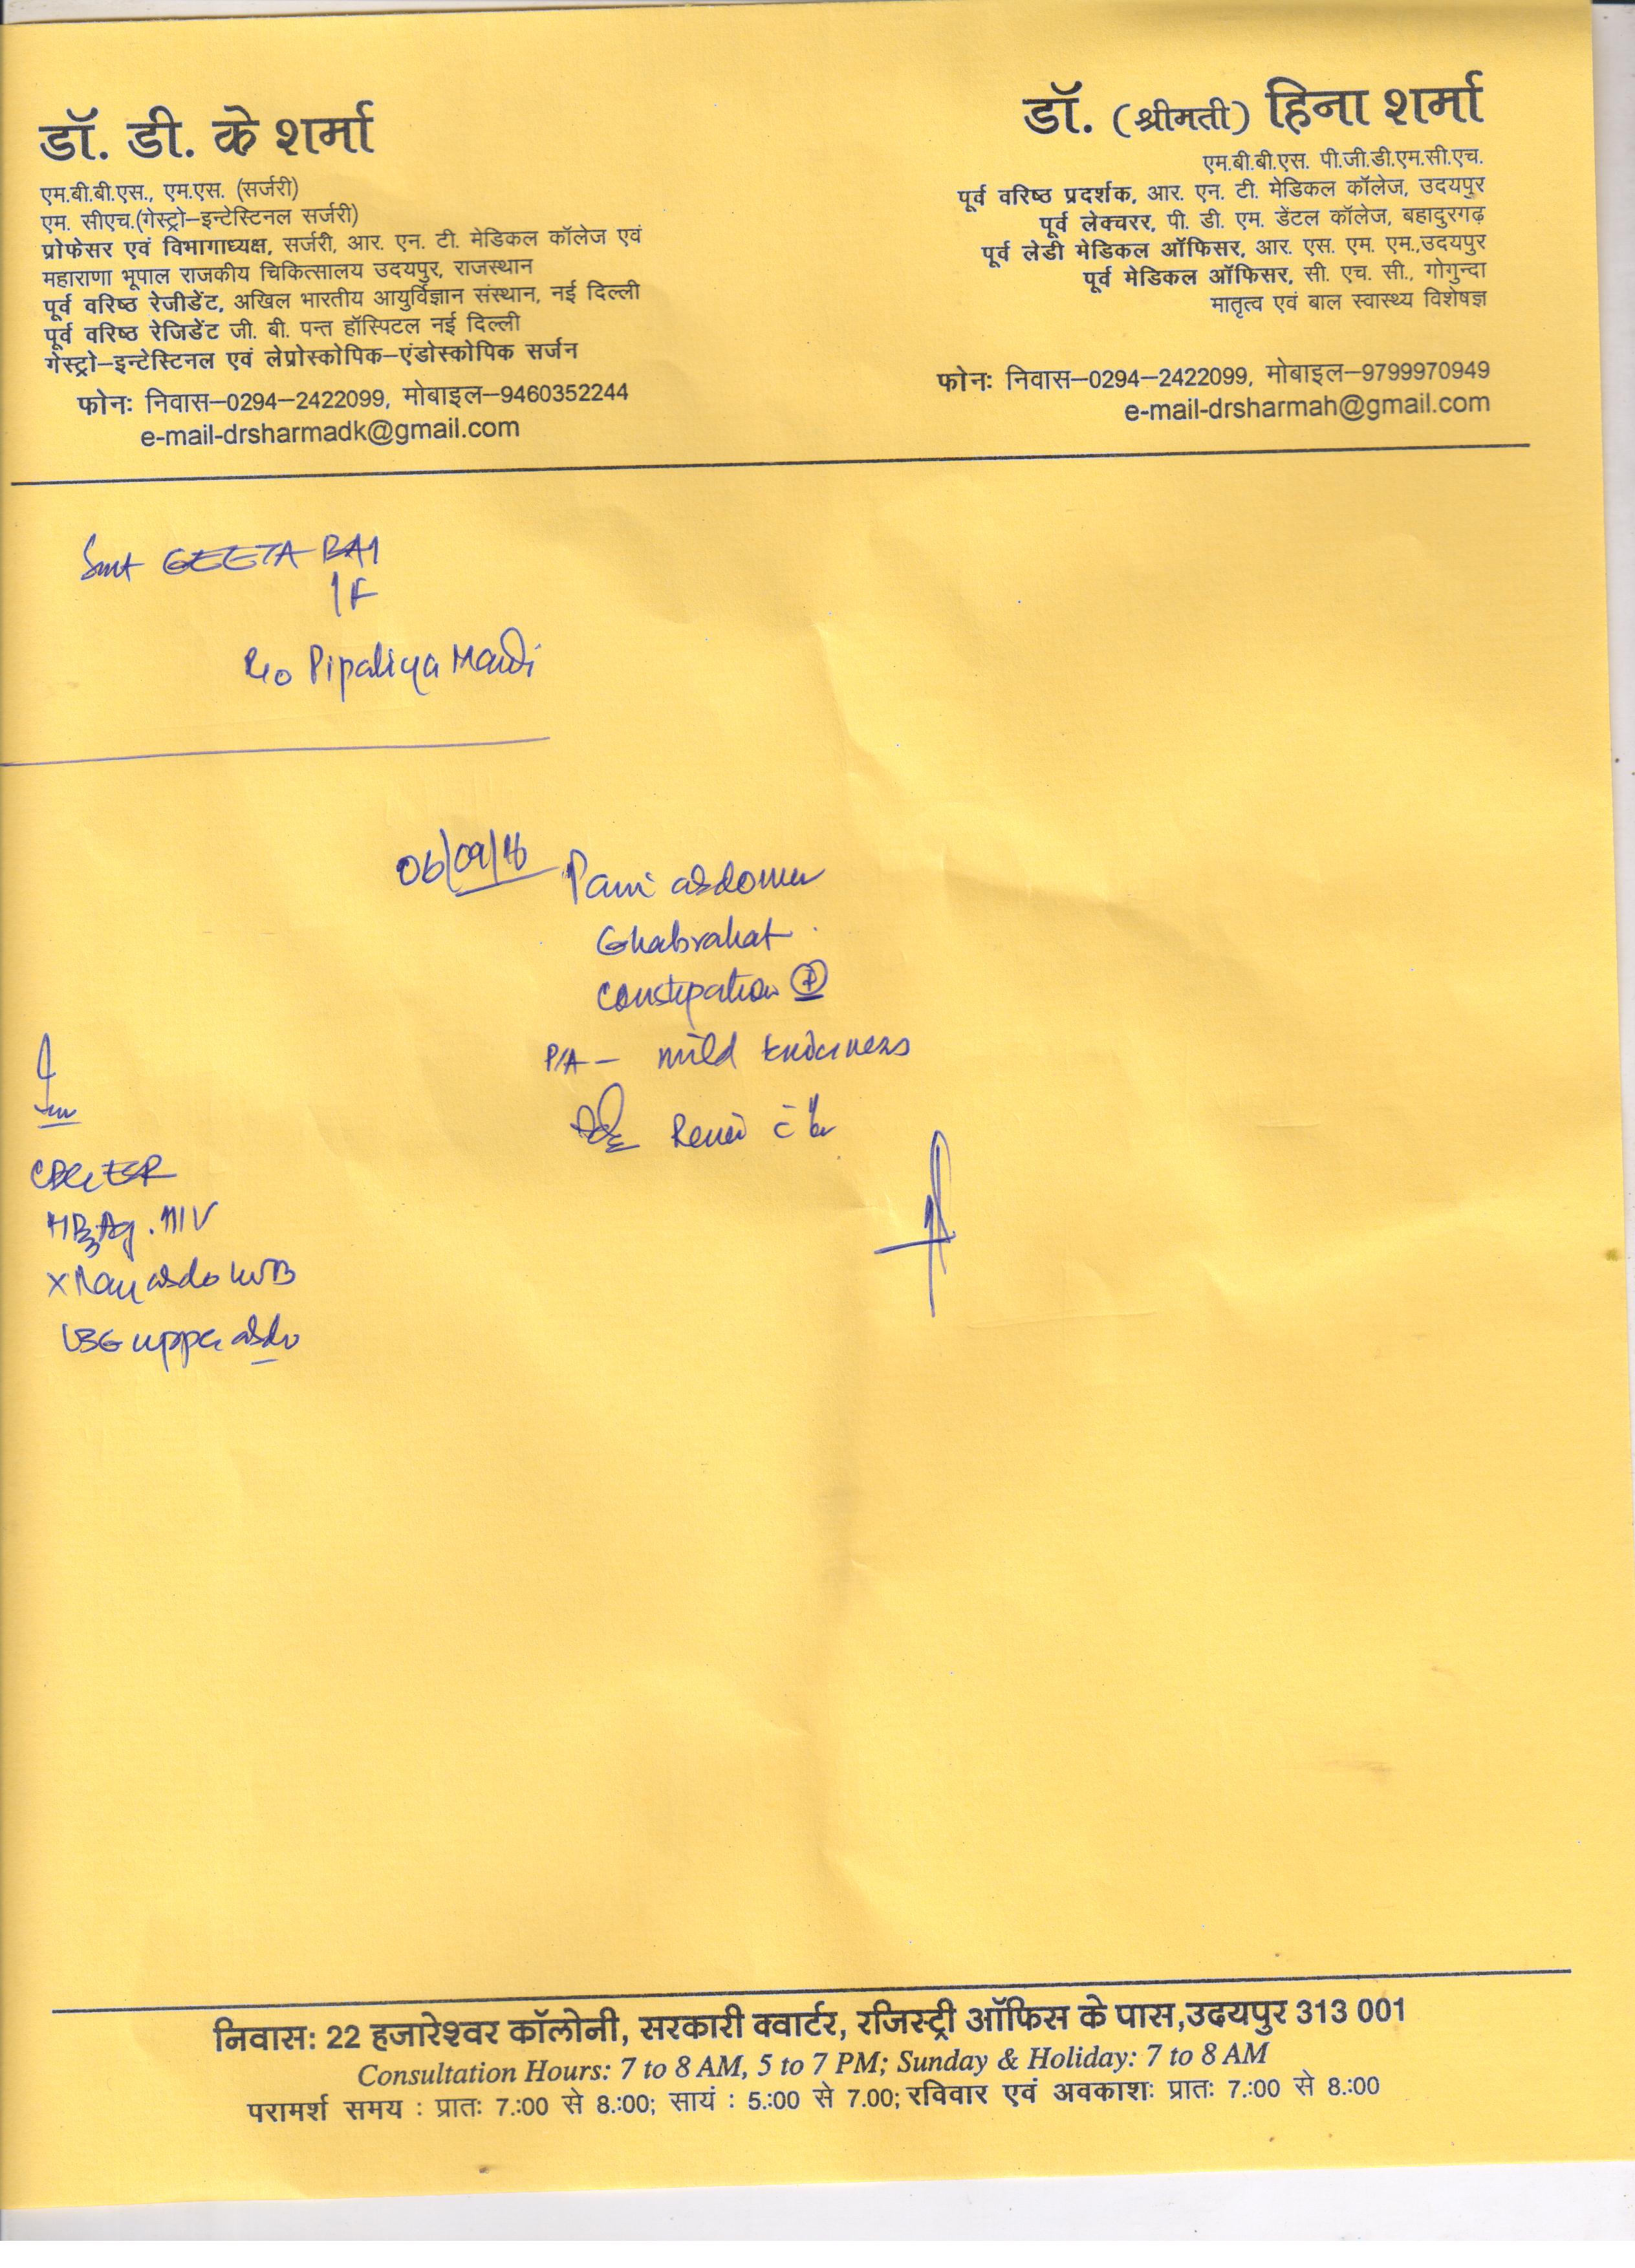 डॉ. डी. के शर्मा
एम.बी.बी.एस., एम.एस. (सर्जरी)
एम. सीएच.(गेस्ट्रो–इन्टेस्टिनल सर्जरी)
प्रोफेसर एवं विभागाध्यक्ष, सर्जरी, आर. एन. टी. मेडिकल कॉलेज एवं
महाराणा भूपाल राजकीय चिकित्सालय उदयपुर, राजस्थान
पूर्व वरिष्ठ रेजीडेंट, अखिल भारतीय आयुर्विज्ञान संस्थान, नई दिल्ली
पूर्व वरिष्ठ रेजिडेंट जी. बी. पन्त हॉस्पिटल नई दिल्ली
गेस्ट्रो–इन्टेस्टिनल एवं लेप्रोस्कोपिक–एंडोस्कोपिक सर्जन
फोनः निवास–0294–2422099, मोबाइल–9460352244
e-mail-drsharmadk@gmail.com
डॉ. (श्रीमती) हिना शर्मा
एम.बी.बी.एस. पी.जी.डी.एम.सी.एच.
पूर्व वरिष्ठ प्रदर्शक, आर. एन. टी. मेडिकल कॉलेज, उदयपुर
पूर्व लेक्चरर, पी. डी. एम. डेंटल कॉलेज, बहादुरगढ़
पूर्व लेडी मेडिकल ऑफिसर, आर. एस. एम. एम.,उदयपुर
पूर्व मेडिकल ऑफिसर, सी. एच. सी., गोगुन्दा
मातृत्व एवं बाल स्वास्थ्य विशेषज्ञ
फोनः निवास–0294–2422099, मोबाइल–9799970949
e-mail-drsharmah@gmail.com
Smt GEETA BAI
/F
R/o Pipaliya Mandi
06/09/16 Pain abdomen
Ghabrahat
Constipation ⊕
P/A – mild tenderness
CBC ESR
HBsAg. HIV
X Ray abdo
USG upper abdo
निवास: 22 हजारेश्वर कॉलोनी, सरकारी क्वार्टर, रजिस्ट्री ऑफिस के पास,उदयपुर 313 001
Consultation Hours: 7 to 8 AM, 5 to 7 PM; Sunday & Holiday: 7 to 8 AM
परामर्श समय : प्रातः 7.:00 से 8.:00; सायं : 5.:00 से 7.00; रविवार एवं अवकाशः प्रातः 7.:00 से 8.:00